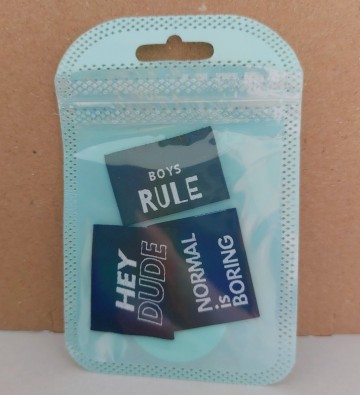 BOYS
RULE
HEY
DUDE
NORMAL
is
BORING